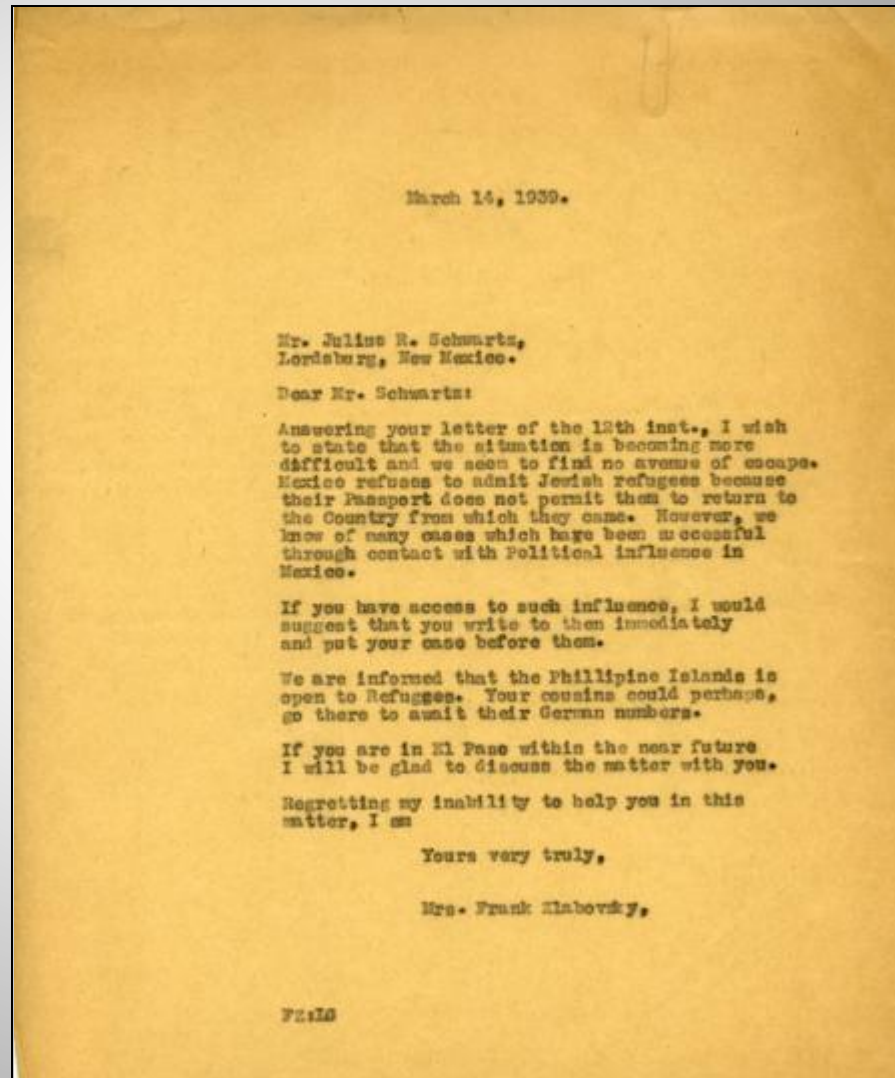 March 14, 1939.
Mr. Julius R. Schwartz,
Lordsburg, New Mexico.
Dear Mr. Schwartz:
Answering your letter of the 12th inst., I wish
to state that the situation is becoming more
difficult and we seem to find no avenue of escape.
Mexico refuses to admit Jewish refugees because
their Passport does not permit them to return to
the Country from which they came. However, we
know of many cases which have been successful
through contact with Political influence in
Mexico.
If you have access to such influence, I would
suggest that you write to them immediately
and put your case before them.
We are informed that the Phillipine Islands is
open to Refugees. Your cousins could perhaps,
go there to await their German numbers.
If you are in El Paso within the near future
I will be glad to discuss the matter with you.
Regretting my inability to help you in this
matter, I am
Yours very truly,
Mrs. Frank Zlabovsky,
FZ:LG